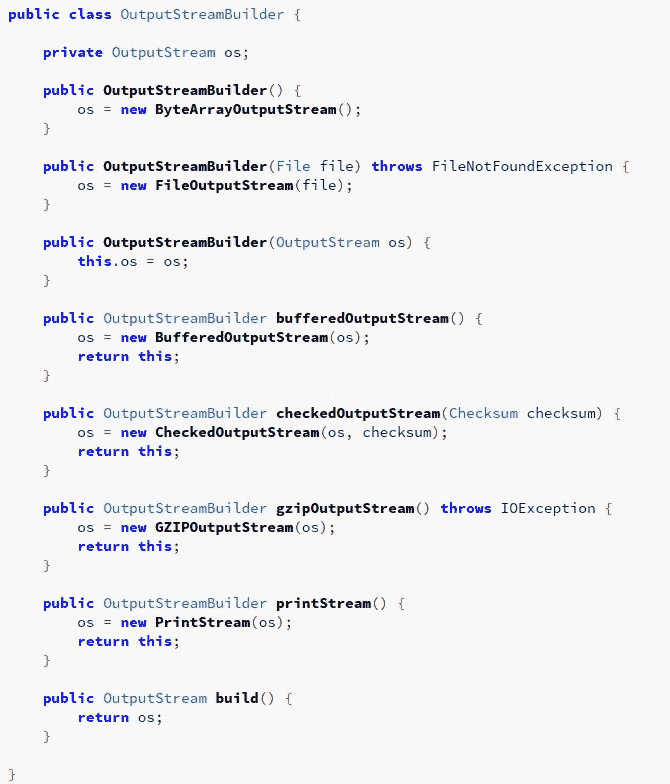 public class OutputStreamBuilder {
private OutputStream os;
public OutputStreamBuilder() {
os = new ByteArrayOutputStream();
}
public OutputStreamBuilder(File file) throws FileNotFoundException {
os = new FileOutputStream(file);
}
public OutputStreamBuilder(OutputStream os) {
this.os = os;
}
public OutputStreamBuilder bufferedOutputStream() {
os = new BufferedOutputStream(os);
return this;
}
public OutputStreamBuilder checkedOutputStream(Checksum checksum) {
os = new CheckedOutputStream(os, checksum);
return this;
}
public OutputStreamBuilder gzipOutputStream() throws IOException {
os = new GZIPOutputStream(os);
return this;
}
public OutputStreamBuilder printStream() {
os = new PrintStream(os);
return this;
}
public OutputStream build() {
return os;
}
}